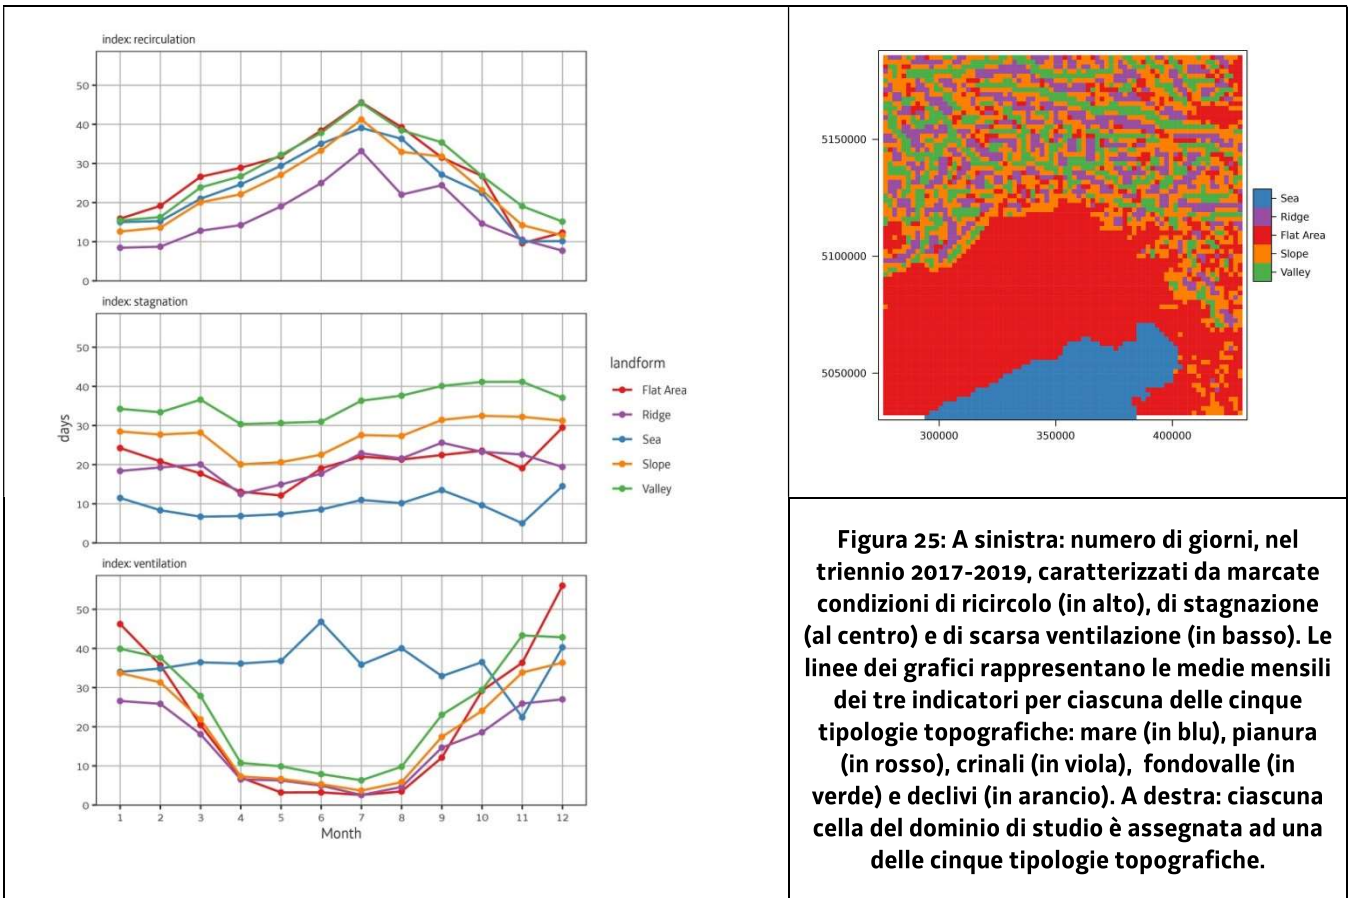 index: recirculation
50
40
30
20
10
0
index: stagnation
50
40
30
20
10
0
days
landform
Flat Area
Ridge
Sea
Slope
Valley
index: ventilation
50
40
30
20
10
0
1 2 3 4 5 6 7 8 9 10 11 12
Month
5150000
5100000
5050000
300000 350000 400000
Sea
Ridge
Flat Area
Slope
Valley
Figura 25: A sinistra: numero di giorni, nel
triennio 2017-2019, caratterizzati da marcate
condizioni di ricircolo (in alto), di stagnazione
(al centro) e di scarsa ventilazione (in basso). Le
linee dei grafici rappresentano le medie mensili
dei tre indicatori per ciascuna delle cinque
tipologie topografiche: mare (in blu), pianura
(in rosso), crinali (in viola), fondovalle (in
verde) e declivi (in arancio). A destra: ciascuna
cella del dominio di studio è assegnata ad una
delle cinque tipologie topografiche.